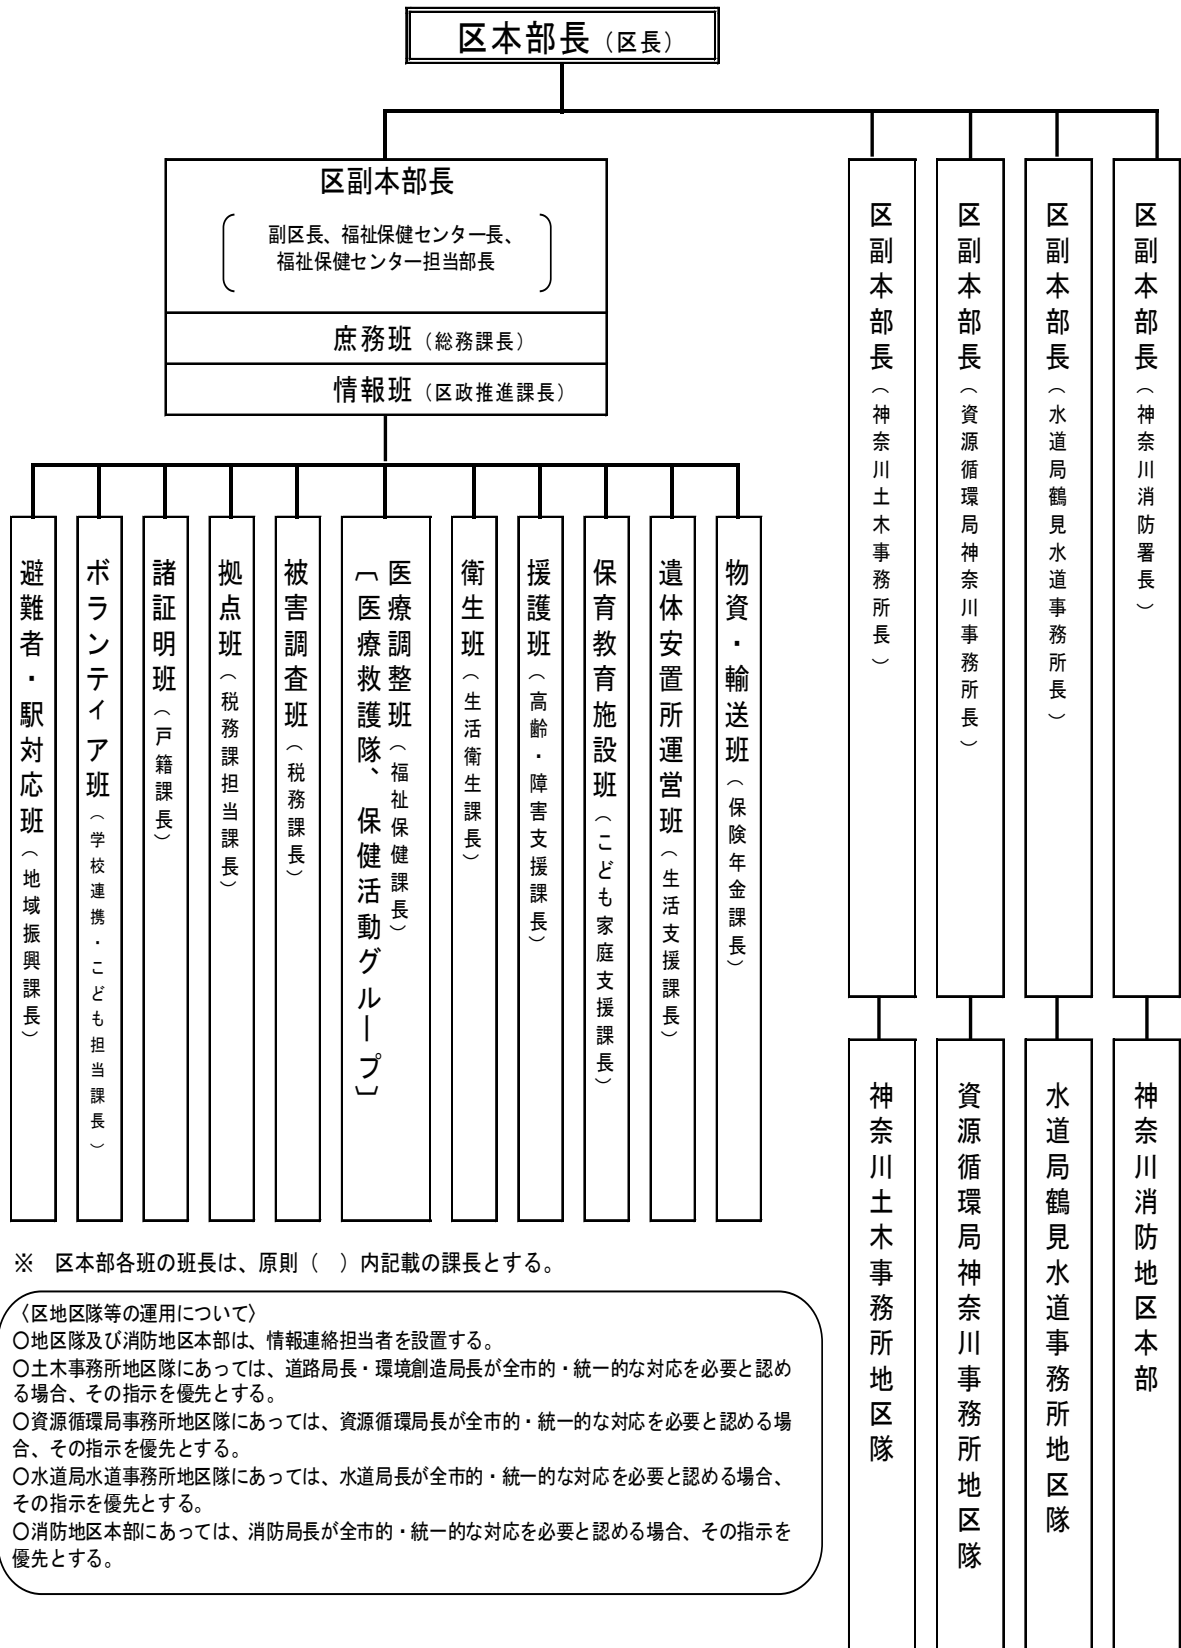 区本部長（区長）
区副本部長
副区長、福祉保健センター長、
福祉保健センター担当部長
庶務班（総務課長）
情報班（区政推進課長）
避難者・駅対応班（地域振興課長）
ボランティア班（学校連携・こども担当課長）
諸証明班（戸籍課長）
拠点班（税務課担当課長）
被害調査班（税務課長）
医療調整班（福祉保健課長）
〔医療救護隊、保健活動グループ〕
衛生班（生活衛生課長）
援護班（高齢・障害支援課長）
保育教育施設班（こども家庭支援課長）
遺体安置所運営班（生活支援課長）
物資・輸送班（保険年金課長）
区副本部長（神奈川土木事務所長）
区副本部長（資源循環局神奈川事務所長）
区副本部長（水道局鶴見水道事務所長）
区副本部長（神奈川消防署長）
神奈川土木事務所地区隊
資源循環局神奈川事務所地区隊
水道局鶴見水道事務所地区隊
神奈川消防地区本部
※　区本部各班の班長は、原則（　）内記載の課長とする。
〈区地区隊等の運用について〉
○地区隊及び消防地区本部は、情報連絡担当者を設置する。
○土木事務所地区隊にあっては、道路局長・環境創造局長が全市的・統一的な対応を必要と認め
る場合、その指示を優先とする。
○資源循環局事務所地区隊にあっては、資源循環局長が全市的・統一的な対応を必要と認める場
合、その指示を優先とする。
○水道局水道事務所地区隊にあっては、水道局長が全市的・統一的な対応を必要と認める場合、
その指示を優先とする。
○消防地区本部にあっては、消防局長が全市的・統一的な対応を必要と認める場合、その指示を
優先とする。